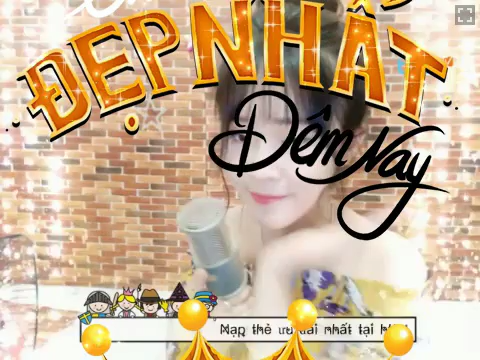 ĐẸP NHẤT
Đêm Nay
Nạp thẻ ưu đãi nhất tại